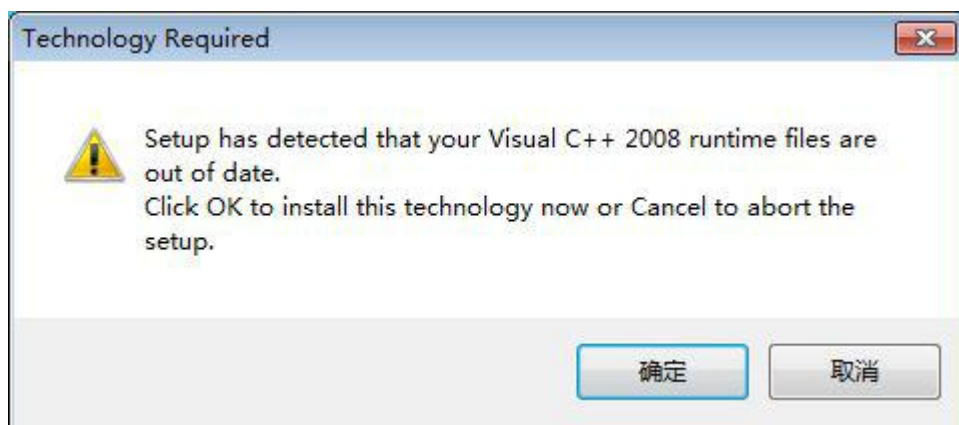 Technology Required
Setup has detected that your Visual C++ 2008 runtime files are
out of date.
Click OK to install this technology now or Cancel to abort the
setup.
确定
取消